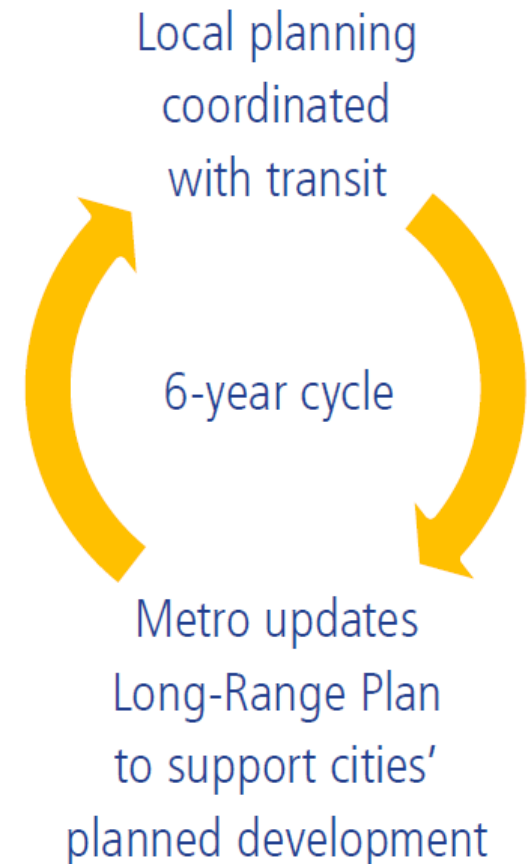 Local planning
coordinated
with transit
6-year cycle
Metro updates
Long-Range Plan
to support cities’
planned development